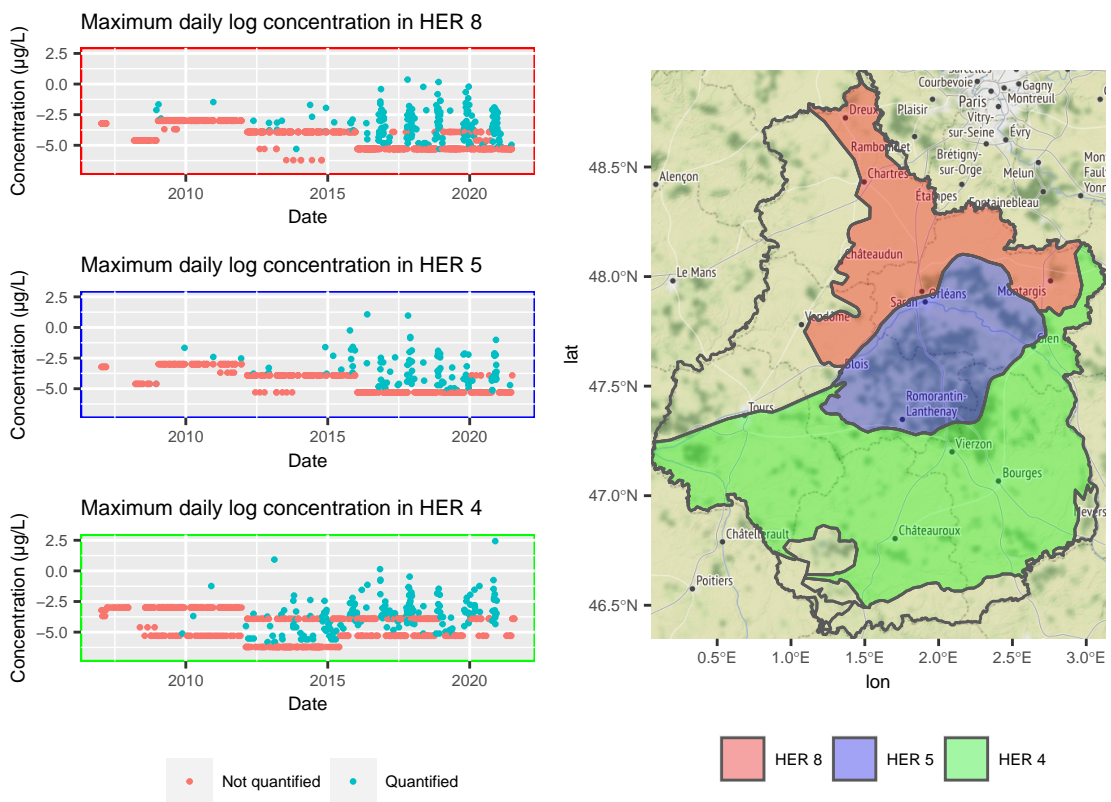 Maximum daily log concentration in HER 8
Concentration (µg/L)
2.5
0.0
−2.5
−5.0
2010
2015
2020
Date
Maximum daily log concentration in HER 5
Concentration (µg/L)
2.5
0.0
−2.5
−5.0
2010
2015
2020
Date
Maximum daily log concentration in HER 4
Concentration (µg/L)
2.5
0.0
−2.5
−5.0
2010
2015
2020
Date
Not quantified
Quantified
lat
48.5°N
48.0°N
47.5°N
47.0°N
46.5°N
Courbevoie
Gagny
Paris
Montreuil
Plaisir
Vitry-
sur-Seine
Évry
Dreux
Rambouillet
Brétigny-
sur-Orge
Melun
Alençon
Chartres
Étampes
Fontainebleau
Châteaudun
Le Mans
Montargis
Saran
Orléans
Vendôme
Gien
Blois
Romorantin-
Lanthenay
Tours
Vierzon
Bourges
Nevers
Châtellerault
Châteauroux
Poitiers
0.5°E
1.0°E
1.5°E
2.0°E
2.5°E
3.0°E
lon
HER 8
HER 5
HER 4